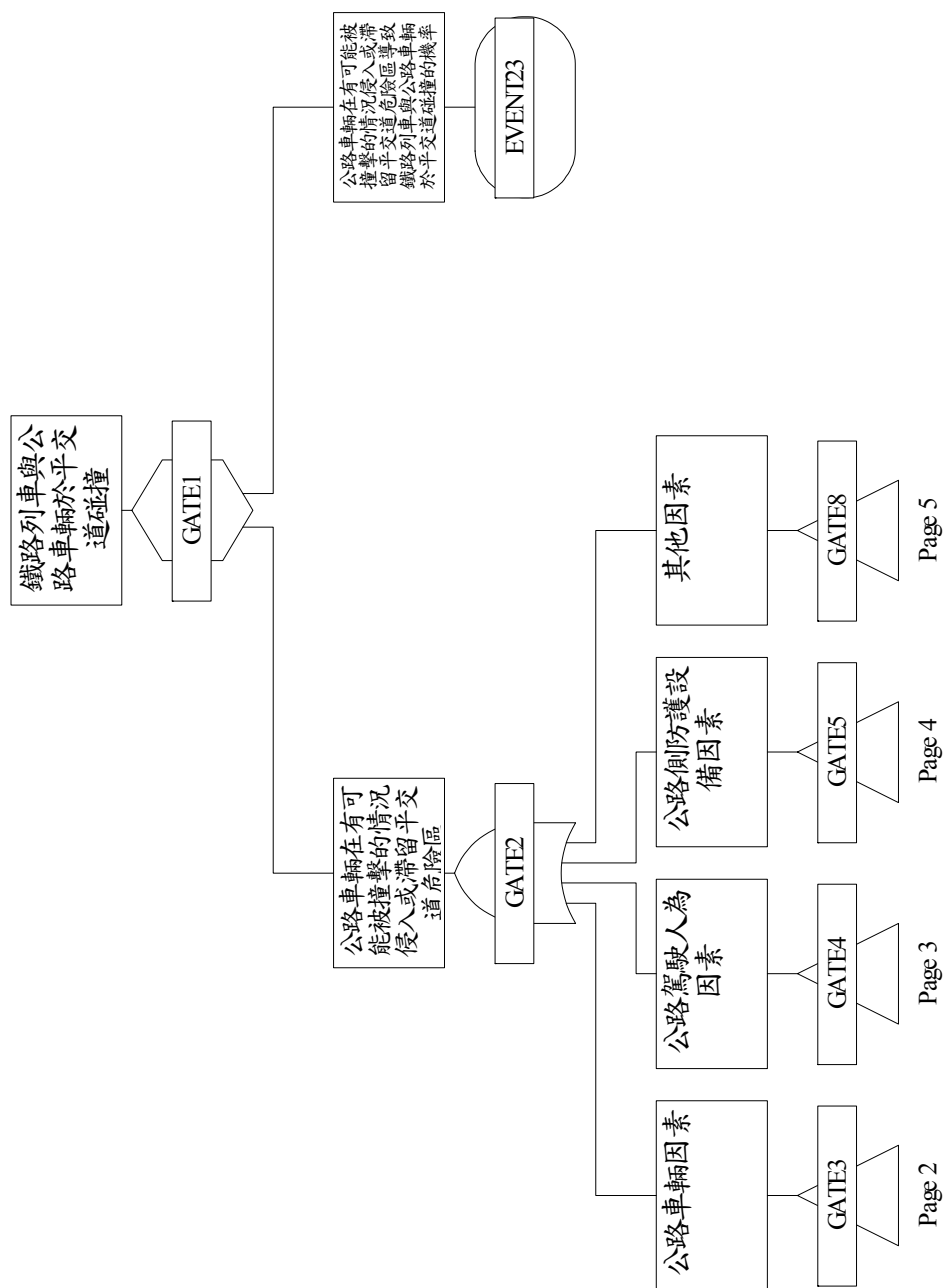 鐵路列車與公
路車輛於平交
道碰撞
GATE1
公路車輛在有可
能被撞擊的情況
侵入或滯留平交
道危險區
GATE2
公路車輛在有可能被
撞擊的情況侵入或滯
留平交道危險區導致
鐵路列車與公路車輛
於平交道碰撞的機率
EVENT23
公路車輛因素
GATE3
Page 2
公路駕駛人為
因素
GATE4
Page 3
公路側防護設
備因素
GATE5
Page 4
其他因素
GATE8
Page 5